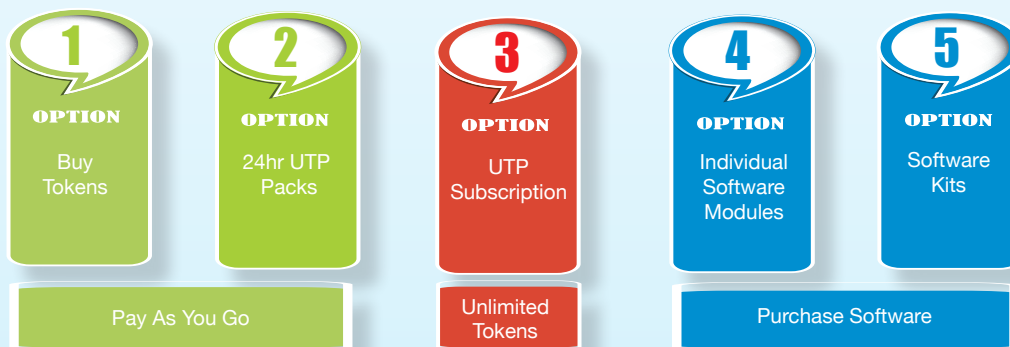 1
OPTION
Buy
Tokens
2
OPTION
24hr UTP
Packs
3
OPTION
UTP
Subscription
4
OPTION
Individual
Software
Modules
5
OPTION
Software
Kits
Pay As You Go
Unlimited
Tokens
Purchase Software